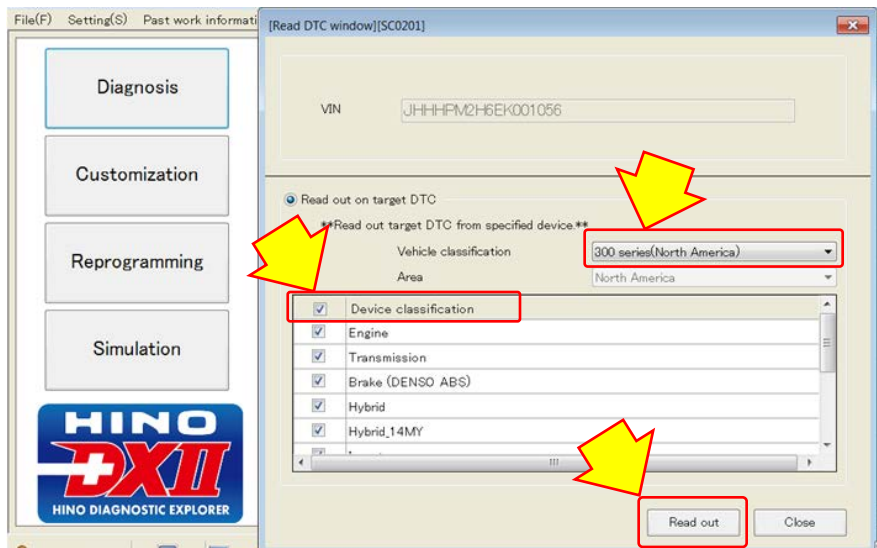 File(F) Setting(S) Past work informati
[Read DTC window][SC0201]
Diagnosis
Customization
Reprogramming
Simulation
HINO
DXII
HINO DIAGNOSTIC EXPLORER
VIN JHHHPM2H6EK001056
Read out on target DTC
**Read out target DTC from specified device.**
Vehicle classification 300 series(North America)
Area North America
Device classification
Engine
Transmission
Brake (DENSO ABS)
Hybrid
Hybrid_14MY
Read out Close